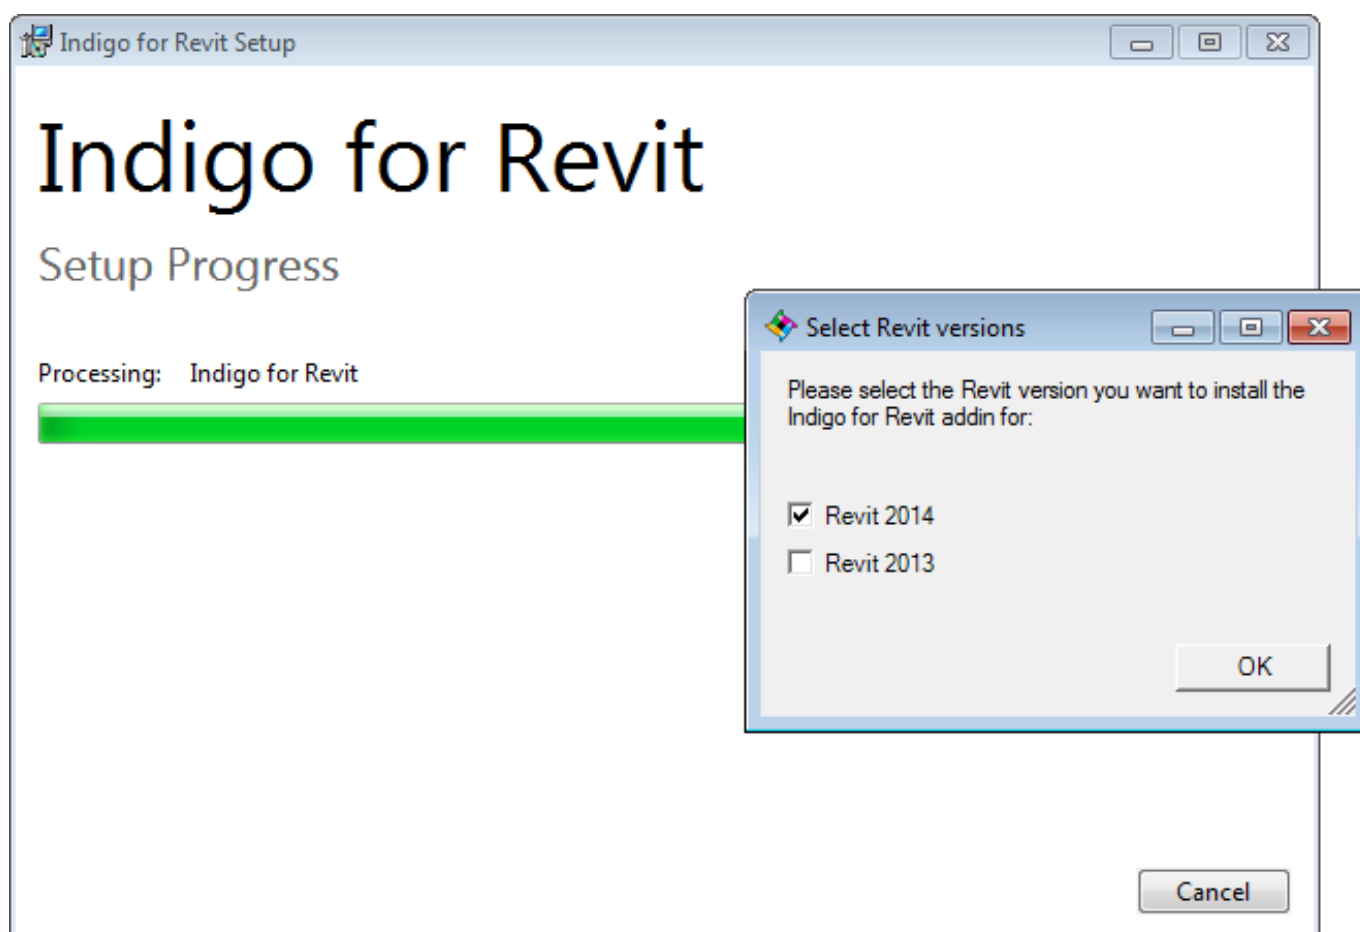 Indigo for Revit Setup
Indigo for Revit
Setup Progress
Processing: Indigo for Revit
Select Revit versions
Please select the Revit version you want to install the
Indigo for Revit addin for:
Revit 2014
Revit 2013
OK
Cancel